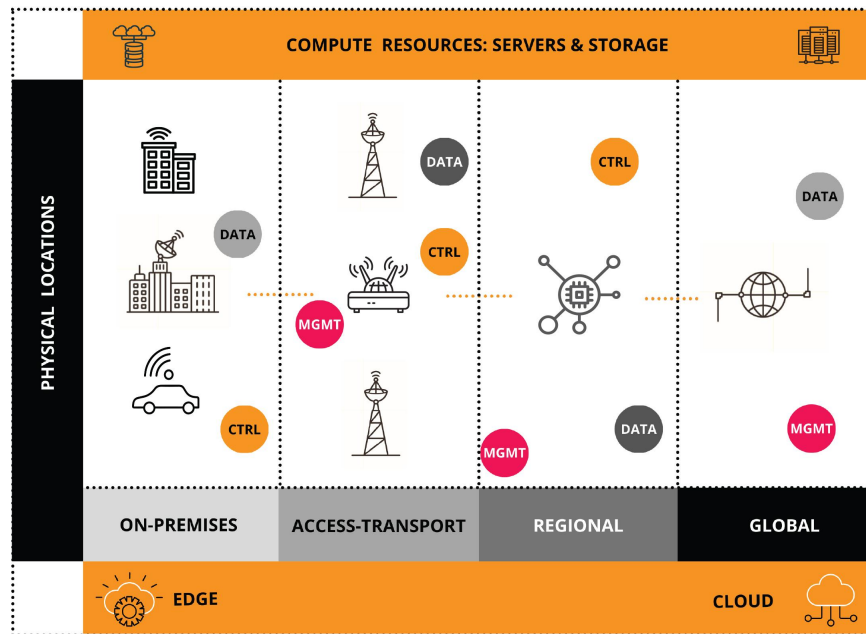 COMPUTE RESOURCES: SERVERS & STORAGE
PHYSICAL LOCATIONS
DATA
CTRL
DATA
CTRL
MGMT
CTRL
DATA
MGMT
DATA
MGMT
ON-PREMISES
ACCESS-TRANSPORT
REGIONAL
GLOBAL
EDGE
CLOUD